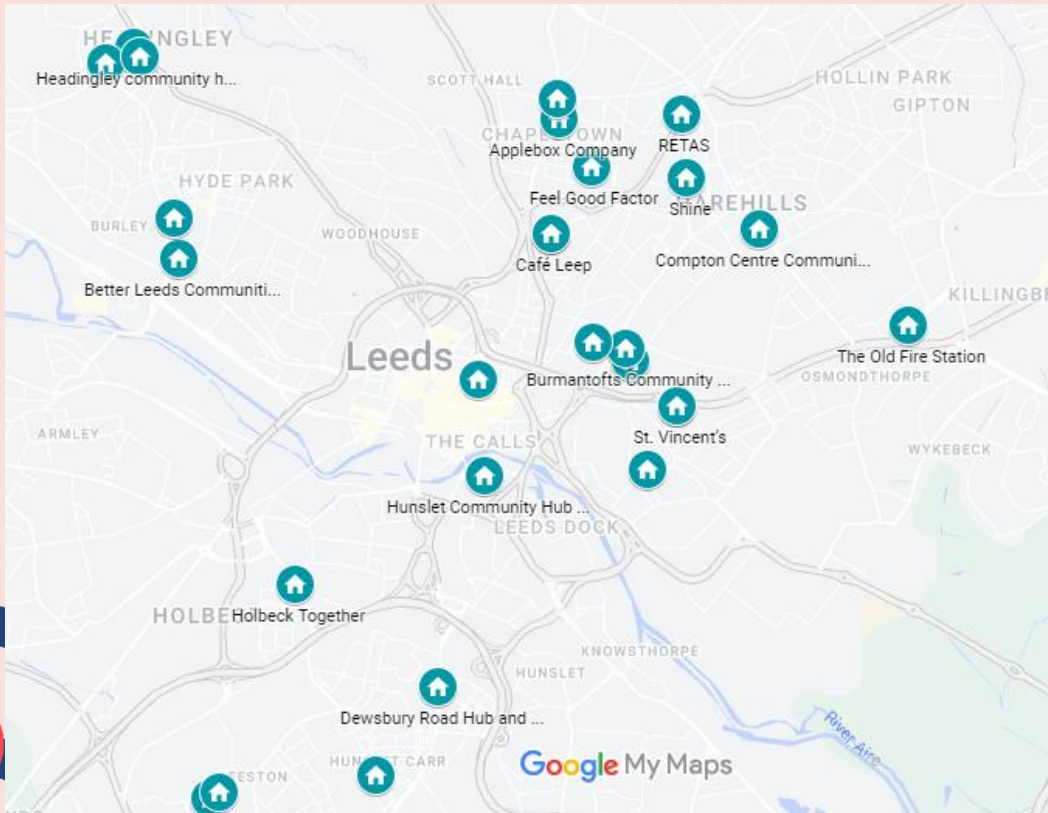 HEADINGLEY
Headingley community h...
SCOTT HALL
HOLLIN PARK
GIPTON
CHAPELTOWN
Applebox Company
RETAS
HYDE PARK
Feel Good Factor
HAREHILLS
Shine
BURLEY
WOODHOUSE
Café Leep
Compton Centre Communi...
Better Leeds Communiti...
KILLINGBE
Leeds
The Old Fire Station
Burmantofts Community ...
OSMONDTHORPE
ARMLEY
THE CALLS
St. Vincent's
WYKEBECK
Hunslet Community Hub ...
LEEDS DOCK
HOLBE
Holbeck Together
KNOWSTHORPE
HUNSLET
Dewsbury Road Hub and ...
River Aire
HUNSLET CARR
EESTON
Google My Maps